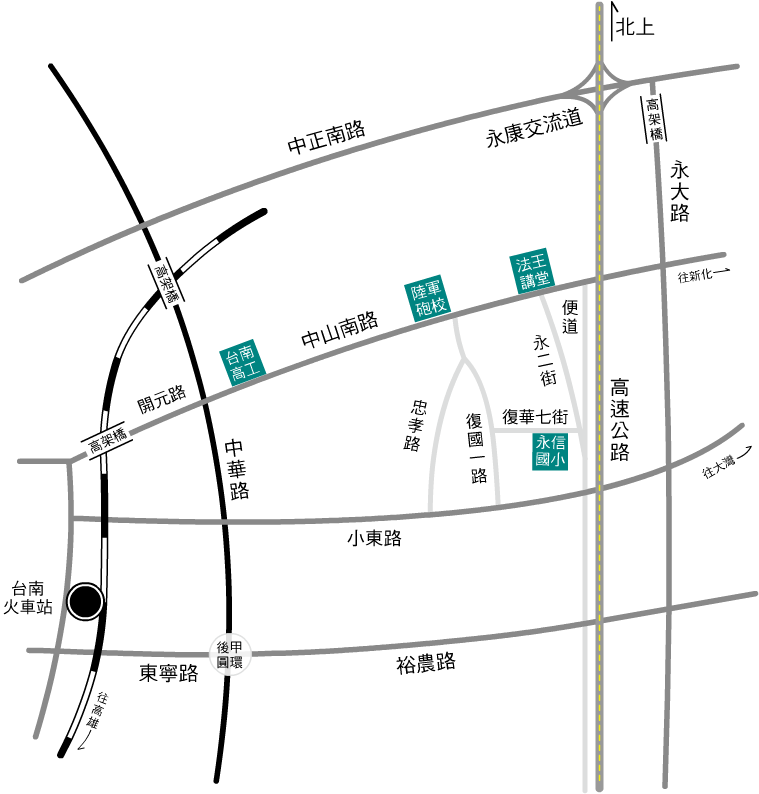 北上
中正南路
永康交流道
高架橋
永大路
高架橋
往新化
法王
講堂
陸軍
砲校
便道
中山南路
永二街
台南
高工
開元路
高速公路
忠孝路
復華七街
復國一路
高架橋
中華路
永信
國小
往大灣
小東路
台南
火車站
後甲
圓環
東寧路
裕農路
往高雄